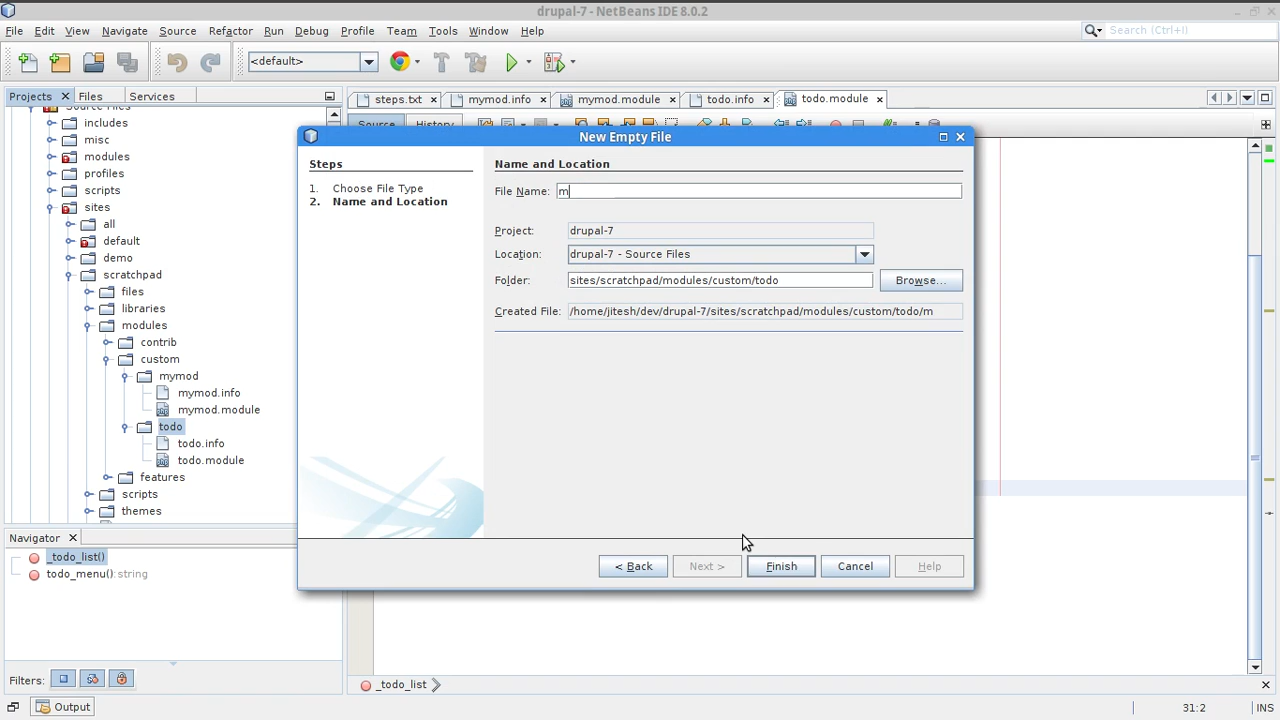 drupal-7 - NetBeans IDE 8.0.2
File Edit View Navigate Source Refactor Run Debug Profile Team Tools Window Help
Search (Ctrl+I)
<default>
Projects Files Services
steps.txt mymod.info mymod.module todo.info todo.module
Source History
Source Files
includes
misc
modules
profiles
scripts
sites
all
default
demo
scratchpad
files
libraries
modules
contrib
custom
mymod
mymod.info
mymod.module
todo
todo.info
todo.module
features
scripts
themes
New Empty File
Steps
1. Choose File Type
2. Name and Location
Name and Location
File Name: m
Project: drupal-7
Location: drupal-7 - Source Files
Folder: sites/scratchpad/modules/custom/todo Browse...
Created File: /home/jitesh/dev/drupal-7/sites/scratchpad/modules/custom/todo/m
< Back Next > Finish Cancel Help
Navigator
_todo_list()
todo_menu():string
Filters:
_todo_list
Output
31:2 INS